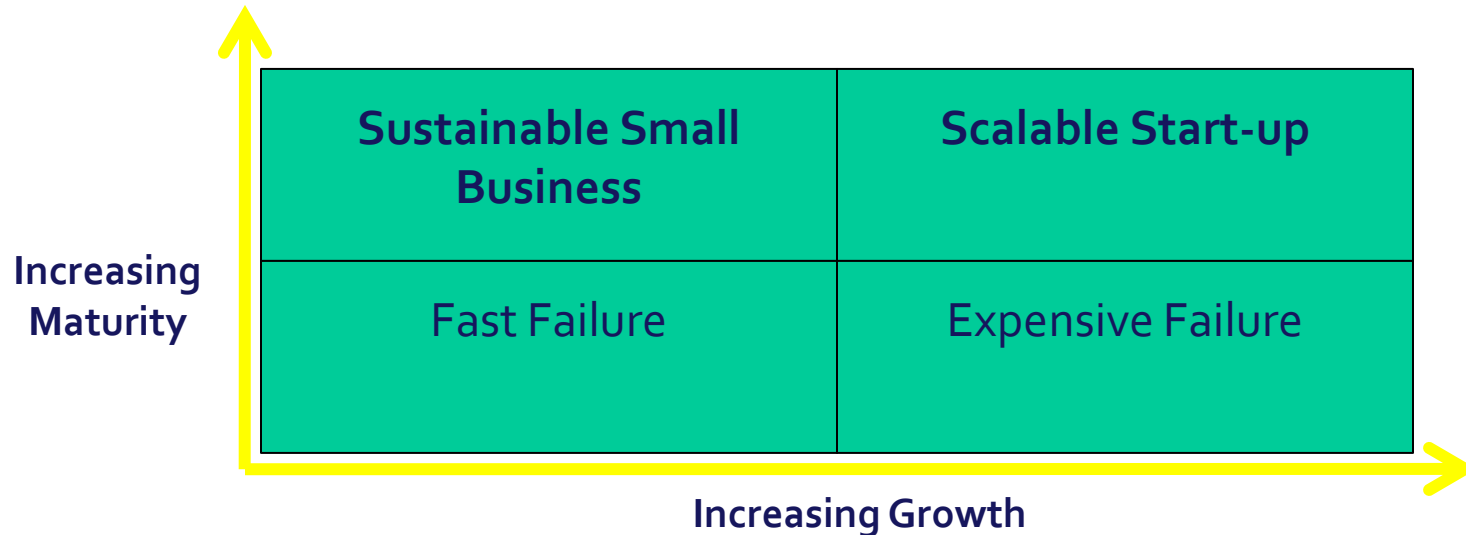 Sustainable Small
Business
Scalable Start-up
Increasing
Maturity
Fast Failure
Expensive Failure
Increasing Growth